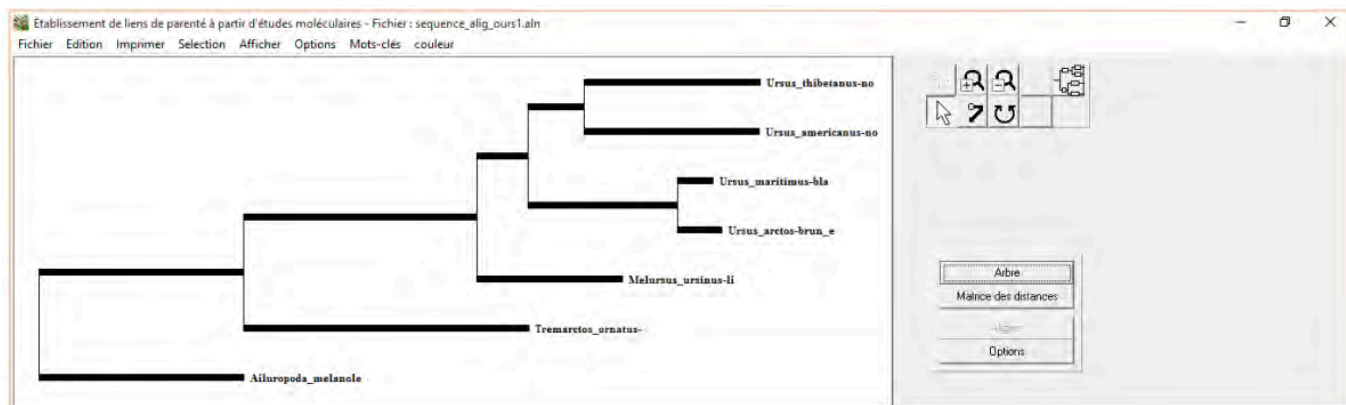 Établissement de liens de parenté à partir d'études moléculaires - Fichier : sequence_alig_ours1.aln
Fichier Edition Imprimer Selection Afficher Options Mots-clés couleur
Ursus_thibetanus-no
Ursus_americanus-no
Ursus_maritimus-bla
Ursus_arctos-brun_e
Melursus_ursinus-li
Tremarctos_ornatus-
Ailuropoda_melanole
Arbre
Matrice des distances
Aligner
Options